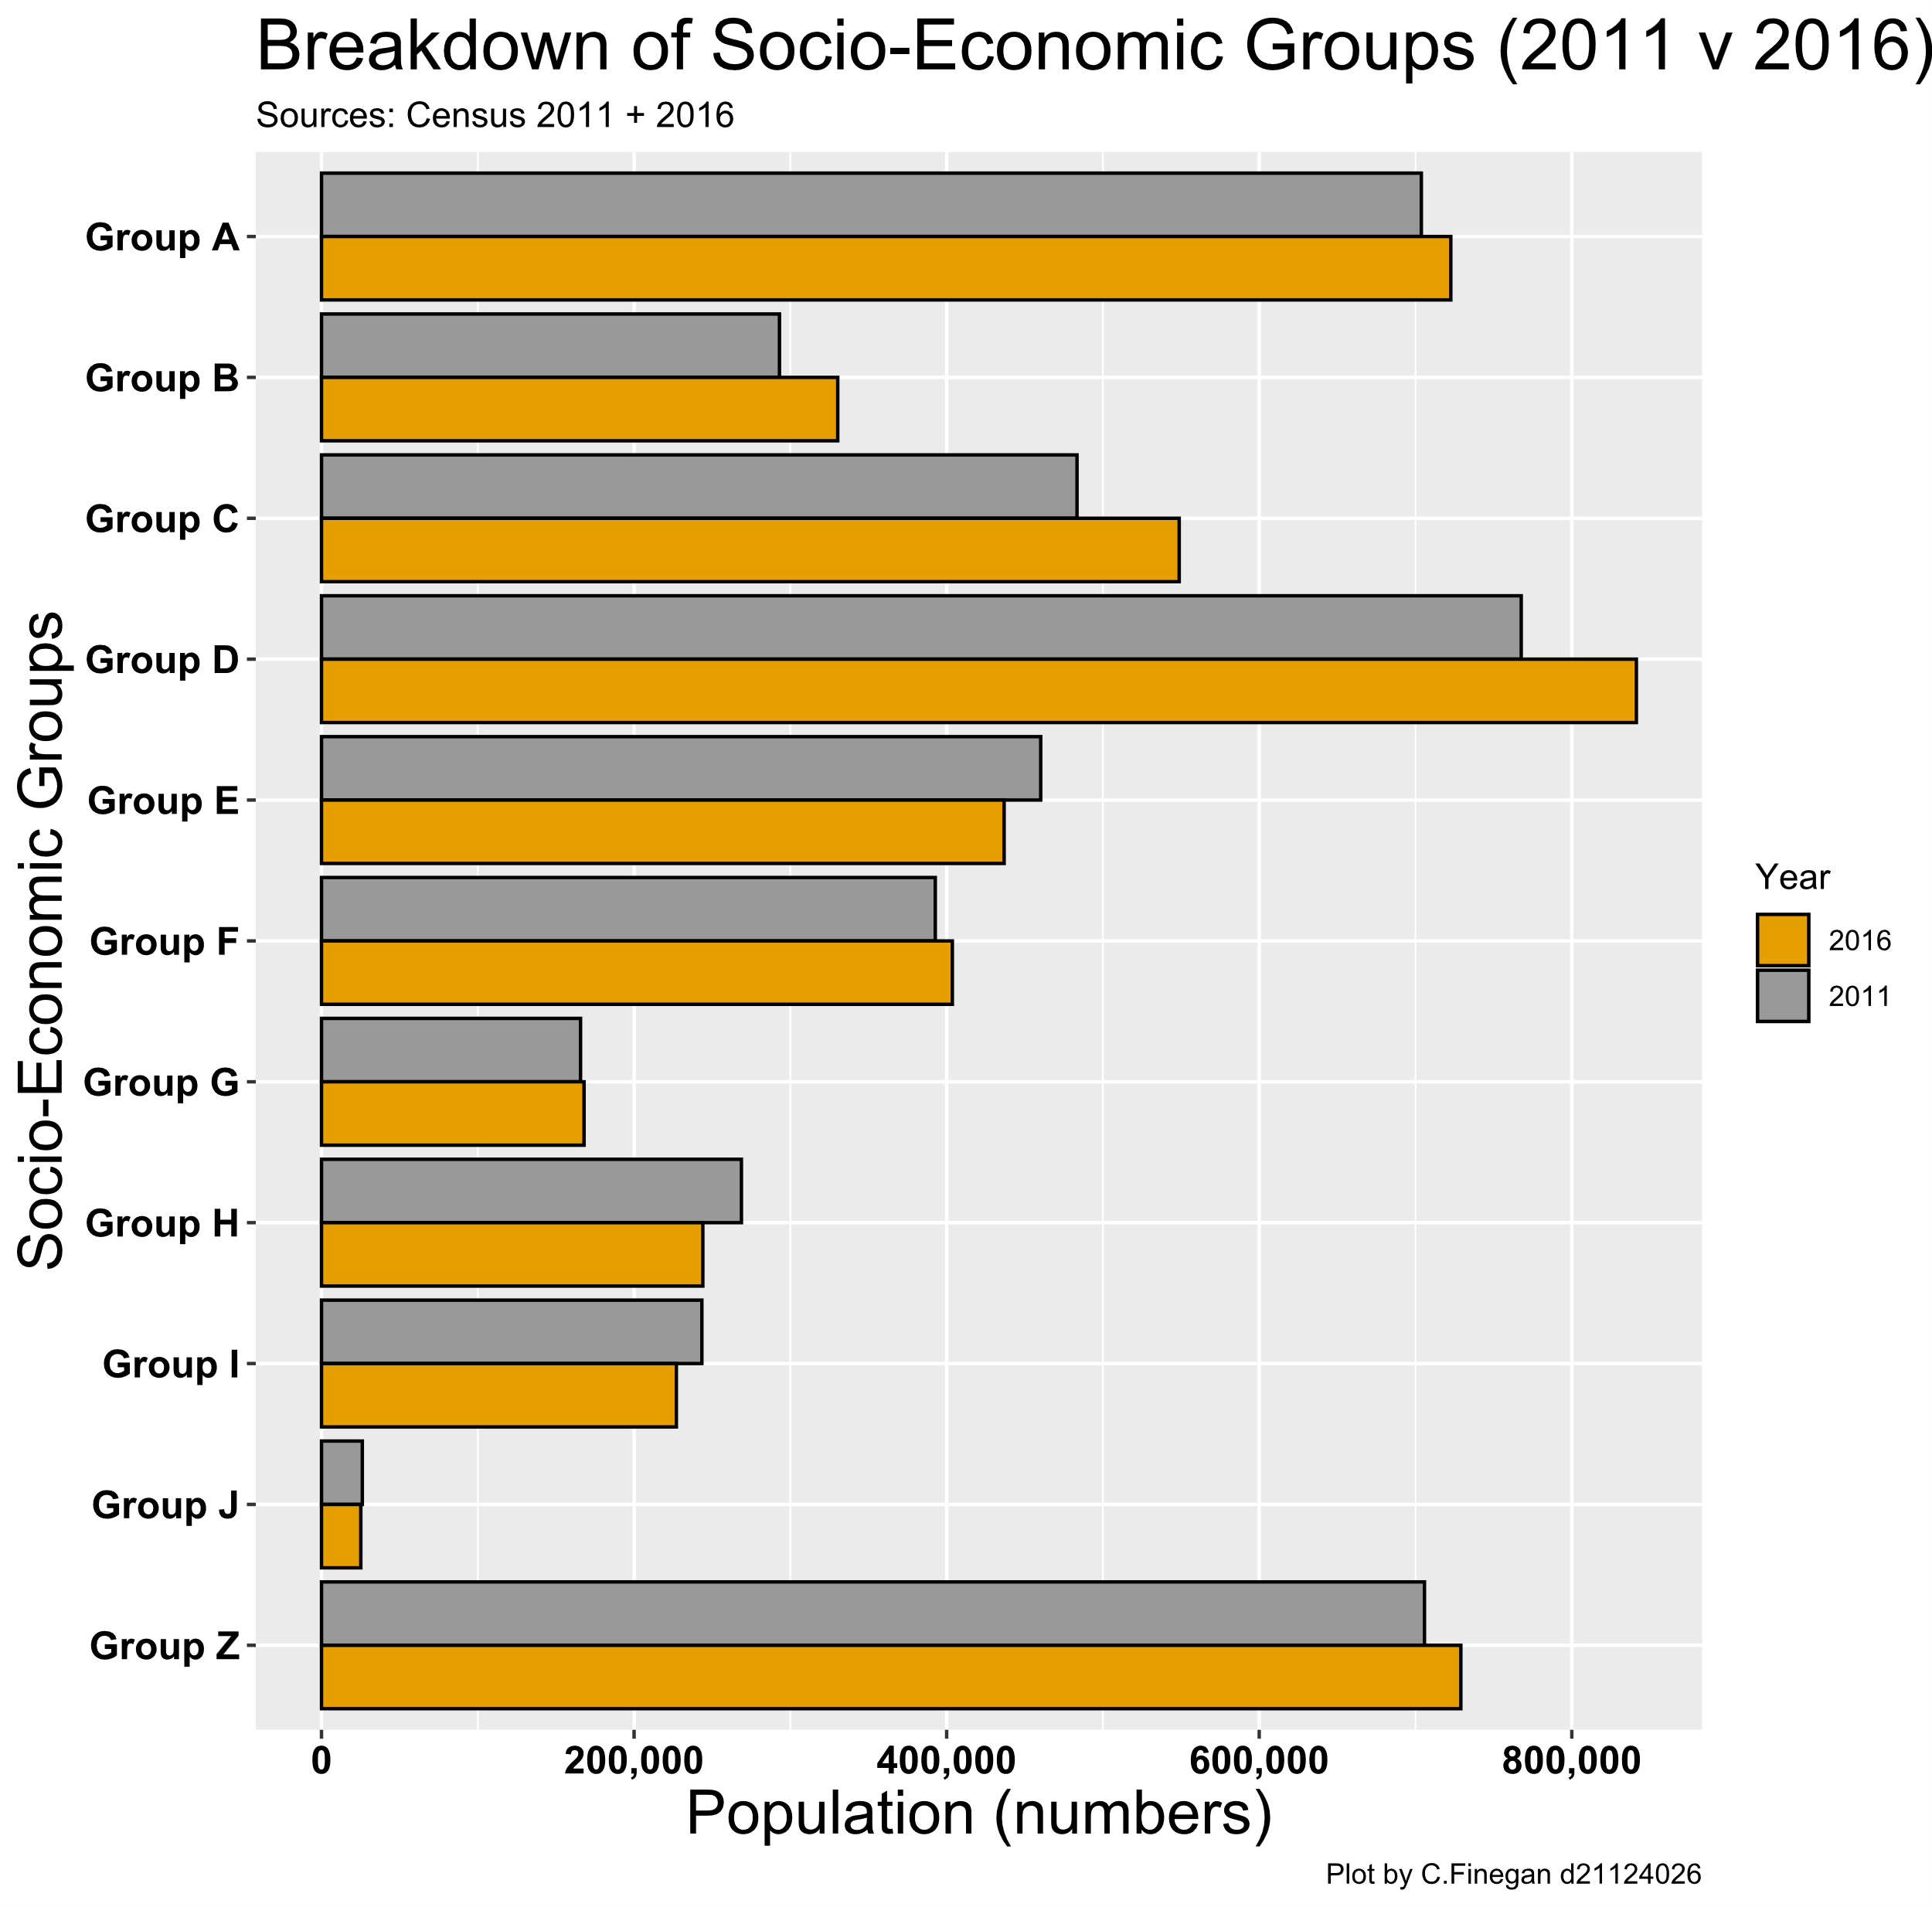 Breakdown of Socio-Economic Groups (2011 v 2016)
Sources: Census 2011 + 2016
Socio-Economic Groups
Group A
Group B
Group C
Group D
Group E
Group F
Group G
Group H
Group I
Group J
Group Z
Year
2016
2011
0 200,000 400,000 600,000 800,000
Population (numbers)
Plot by C.Finegan d21124026